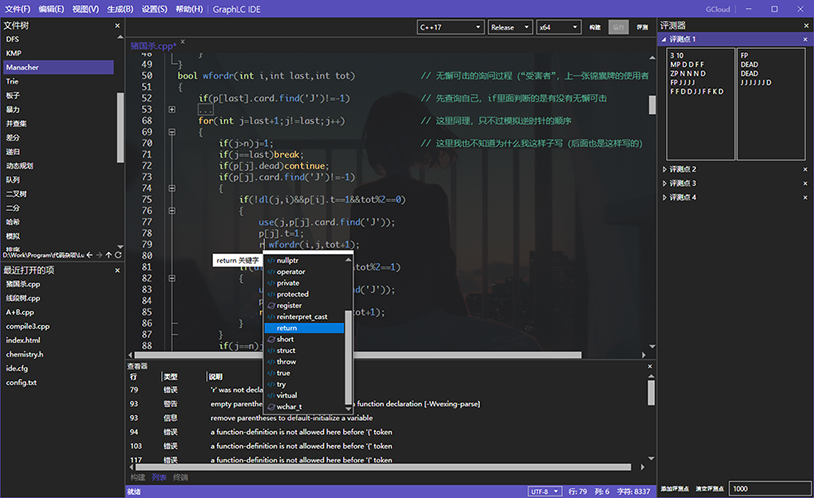 文件(F) 编辑(E) 视图(V) 生成(B) 设置(S) 帮助(H) GraphLC IDE GCloud
文件树
DFS
KMP
Manacher
Trie
板子
暴力
并查集
差分
递归
动态规划
队列
二叉树
二分
哈希
模拟
D:\Work\Program\代码杂驳\Lu
最近打开的项
猪国杀.cpp
线段树.cpp
A+B.cpp
compile3.cpp
index.html
chemistry.h
ide.cfg
config.txt
C++17 Release x64 构建 运行 评测
猪国杀.cpp*
48 }
49 }
50 bool wfordr(int i,int last,int tot) // 无懈可击的询问过程（“受害者”，上一张锦囊牌的使用者
51 {
52 if(p[last].card.find('J')!=-1) // 先查询自己，if里面判断的是有没有无懈可击
53 ...
68 for(int j=last+1;j!=last;j++) // 这里同理，只不过模拟逆时针的顺序
69 {
70 if(j>n)j=1; // 这里我也不知道为什么我这样子写（后面也是这样写的）
71 if(j==last)break;
72 if(p[j].dead)continue;
73 if(p[j].card.find('J')!=-1)
74 {
75 if(!dl(j,i)&&p[i].t==1&&tot%2==0)
76 {
77 use(j,p[j].card.find('J'));
78 p[j].t=1;
79 r wfordr(i,j,tot+1);
80 }
81
82 {
83
84
85
86 }
87 }
88 if(j==n)j
return 关键字
nullptr
operator
private
protected
register
reinterpret_cast
return
short
struct
throw
true
try
virtual
wchar_t
查看器
行 类型 说明
79 错误 'r' was not decla
93 警告 empty parenthe function declaration [-Wvexing-parse]
93 信息 remove parentheses to default-initialize a variable
94 错误 a function-definition is not allowed here before '{' token
103 错误 a function-definition is not allowed here before '{' token
117 错误 a function-definition is not allowed here before '{' token
构建 列表 终端
就绪 UTF-8 行: 79 列: 6 字符: 8337
评测器
评测点 1
3 10
MP D D F F
ZP N N N D
FP J J J J
F F D D J J F F K D
FP
DEAD
DEAD
J J J J J J D
评测点 2
评测点 3
评测点 4
添加评测点 清空评测点 1000